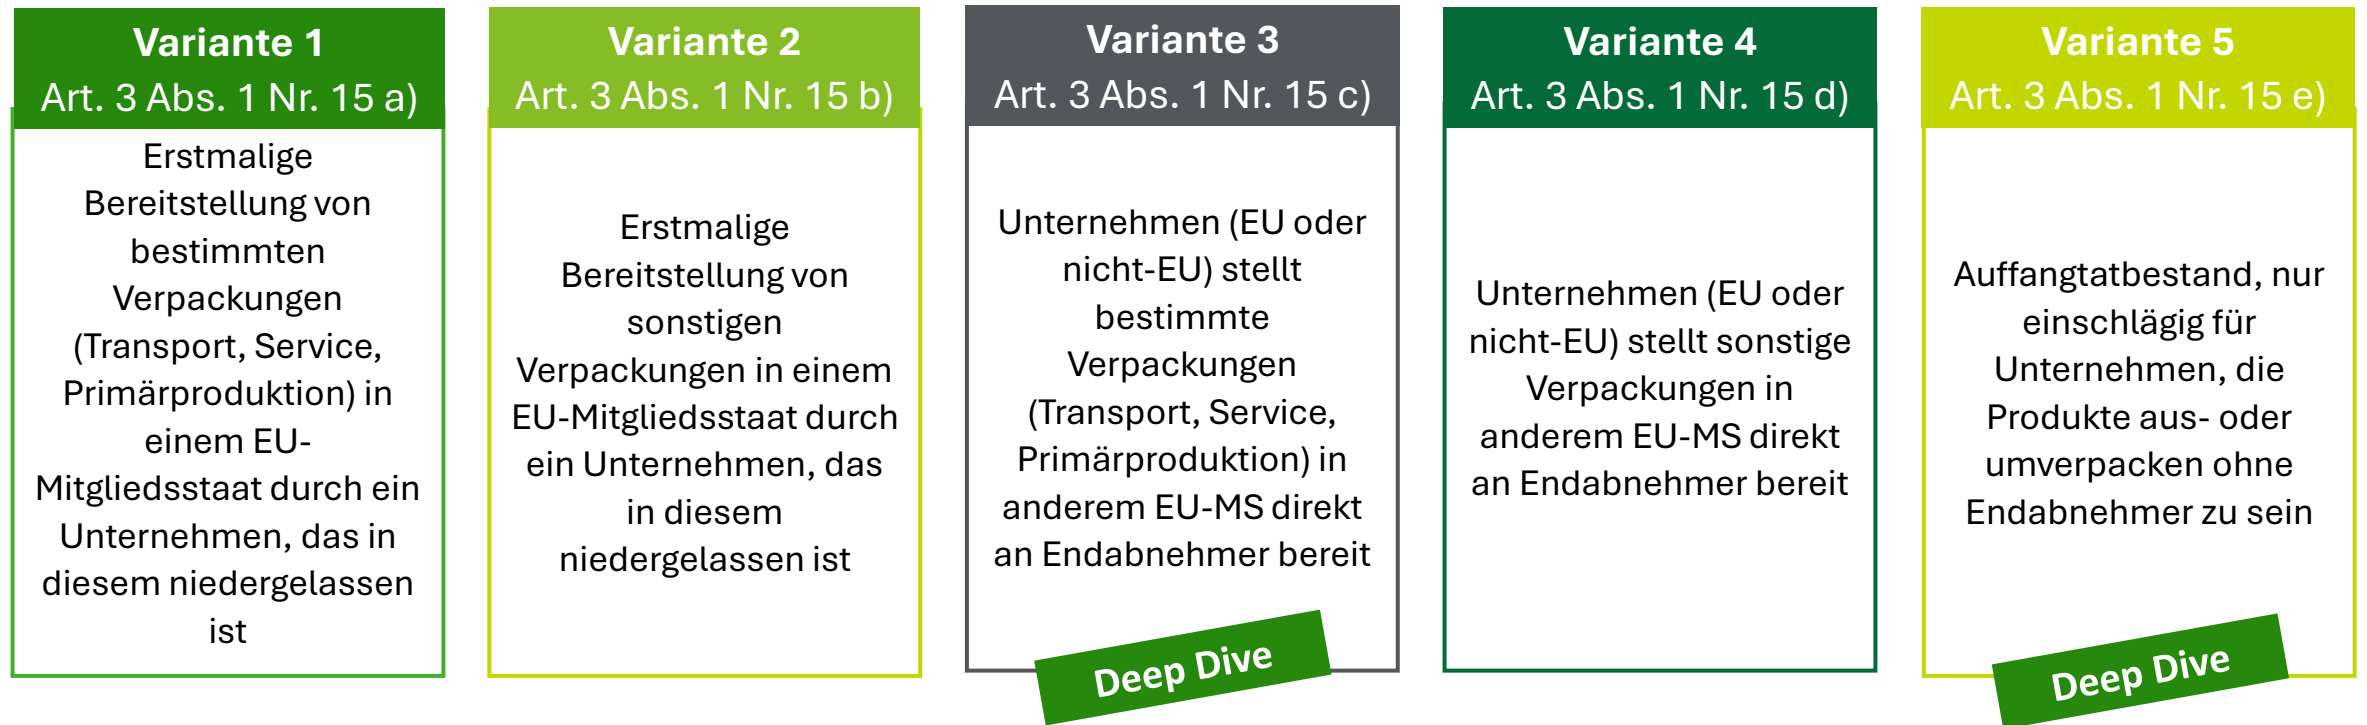 Variante 1
Art. 3 Abs. 1 Nr. 15 a)
Erstmalige
Bereitstellung von
bestimmten
Verpackungen
(Transport, Service,
Primärproduktion) in
einem EU-
Mitgliedsstaat durch ein
Unternehmen, das in
diesem niedergelassen
ist
Variante 2
Art. 3 Abs. 1 Nr. 15 b)
Erstmalige
Bereitstellung von
sonstigen
Verpackungen in einem
EU-Mitgliedsstaat durch
ein Unternehmen, das
in diesem
niedergelassen ist
Variante 3
Art. 3 Abs. 1 Nr. 15 c)
Unternehmen (EU oder
nicht-EU) stellt
bestimmte
Verpackungen
(Transport, Service,
Primärproduktion) in
anderem EU-MS direkt
an Endabnehmer bereit
Deep Dive
Variante 4
Art. 3 Abs. 1 Nr. 15 d)
Unternehmen (EU oder
nicht-EU) stellt sonstige
Verpackungen in
anderem EU-MS direkt
an Endabnehmer bereit
Variante 5
Art. 3 Abs. 1 Nr. 15 e)
Auffangtatbestand, nur
einschlägig für
Unternehmen, die
Produkte aus- oder
umverpacken ohne
Endabnehmer zu sein
Deep Dive